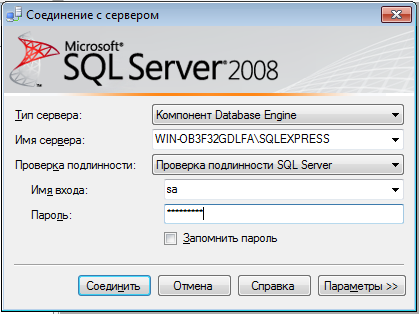 Соединение с сервером
Microsoft®
SQL Server® 2008
Тип сервера: Компонент Database Engine
Имя сервера: WIN-OB3F32GDLFA\SQLEXPRESS
Проверка подлинности: Проверка подлинности SQL Server
Имя входа: sa
Пароль: *********
Запомнить пароль
Соединить Отмена Справка Параметры >>